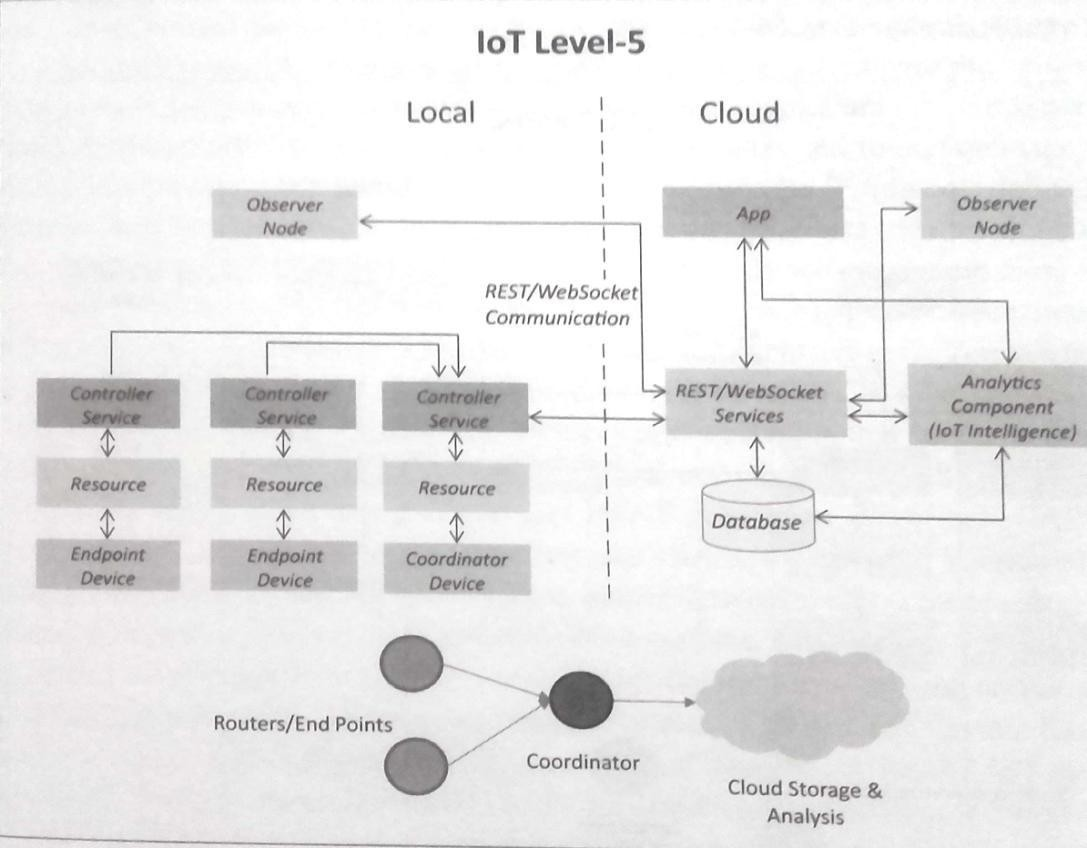 IoT Level-5
Local
Cloud
Observer
Node
App
Observer
Node
REST/WebSocket
Communication
Controller
Service
Controller
Service
Controller
Service
REST/WebSocket
Services
Analytics
Component
(IoT Intelligence)
Resource
Resource
Resource
Database
Endpoint
Device
Endpoint
Device
Coordinator
Device
Routers/End Points
Coordinator
Cloud Storage &
Analysis